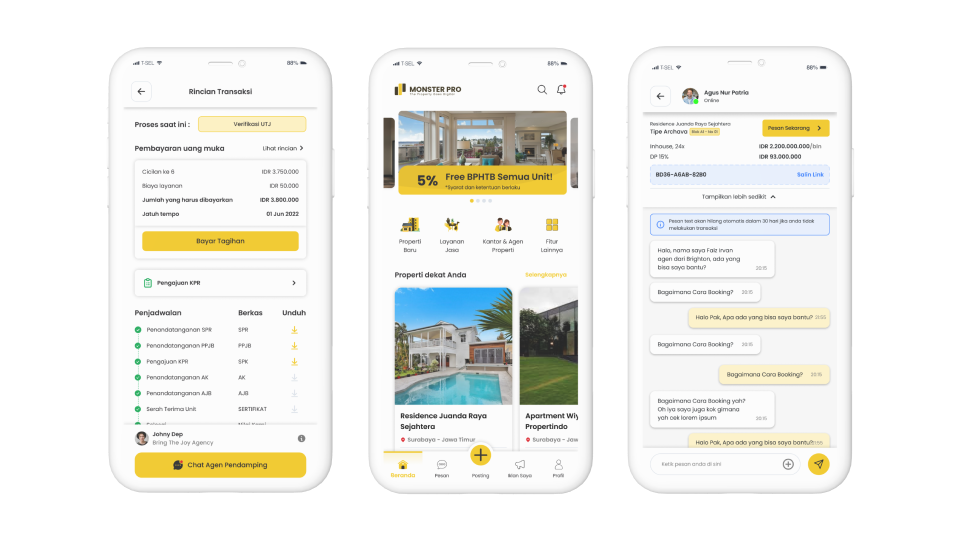 T-SEL
88%
Rincian Transaksi
Proses saat ini :
Verifikasi UTJ
Pembayaran uang muka
Lihat rincian
Cicilan ke 6
IDR 3.750.000
Biaya layanan
IDR 50.000
Jumlah yang harus dibayarkan
IDR 3.800.000
Jatuh tempo
01 Jun 2022
Bayar Tagihan
Pengajuan KPR
Penjadwalan
Berkas
Unduh
Penandatanganan SPR
SPR
Penandatanganan PPJB
PPJB
Pengajuan KPR
SPK
Penandatanganan AK
AK
Penandatanganan AJB
AJB
Serah Terima Unit
SERTIFIKAT
Johny Dep
Bring The Joy Agency
Chat Agen Pendamping
T-SEL
88%
MONSTER PRO
5%
Free BPHTB Semua Unit!
*Syarat dan ketentuan berlaku
Properti
Baru
Layanan
Jasa
Kantor & Agen
Properti
Fitur
Lainnya
Properti dekat Anda
Selengkapnya
Residence Juanda Raya
Sejahtera
Surabaya - Jawa Timur
Apartment Wiy
Propertindo
Surabaya - Jaw
Beranda
Pesan
Posting
Iklan Saya
Profil
T-SEL
88%
Agus Nur Patria
Online
Residence Juanda Raya Sejahtera
Tipe Archava
Pesan Sekarang
Inhouse, 24x
IDR 2.200.000.000/bln
DP 15%
IDR 93.000.000
BD36-A6AB-82B0
Salin Link
Tampilkan lebih sedikit
Pesan text akan hilang otomatis dalam 30 hari jika anda tidak
melakukan transaksi
Halo, nama saya Faiz Irvan
agen dari Brighton, ada yang
bisa saya bantu?
20:15
Bagaimana Cara Booking?
20:15
Halo Pak, Apa ada yang bisa saya bantu?
Bagaimana Cara Booking?
20:15
Bagaimana Cara Booking?
20:15
Bagaimana Cara Booking yah?
Oh iya saya juga kok gimana
yah cek lorem ipsum
20:15
Halo Pak, Apa ada yang bisa saya bantu?
Ketik pesan anda di sini